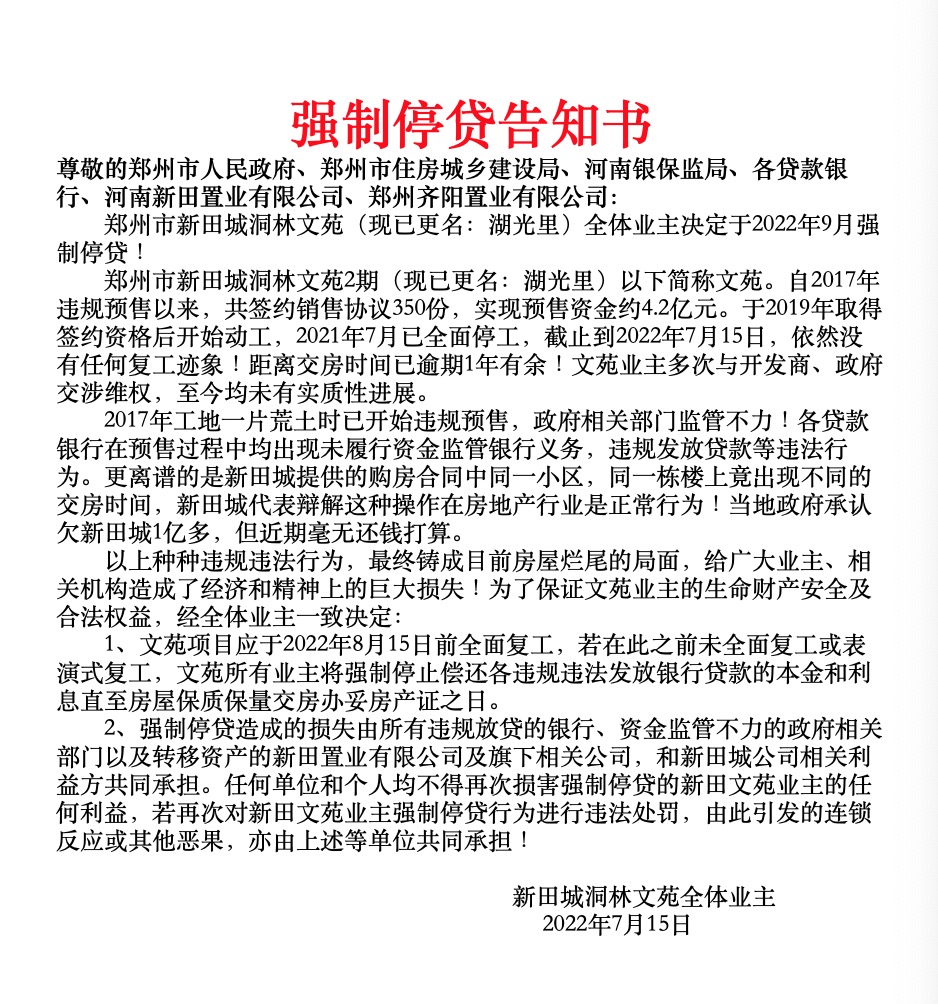 强制停贷告知书
尊敬的郑州市人民政府、郑州市住房城乡建设局、河南银保监局、各贷款银
行、河南新田置业有限公司、郑州齐阳置业有限公司：
郑州市新田城洞林文苑（现已更名：湖光里）全体业主决定于2022年9月强
制停贷！
郑州市新田城洞林文苑2期（现已更名：湖光里）以下简称文苑。自2017年
违规预售以来，共签约销售协议350份，实现预售资金约4.2亿元。于2019年取得
签约资格后开始动工，2021年7月已全面停工，截止到2022年7月15日，依然没
有任何复工迹象！距离交房时间已逾期1年有余！文苑业主多次与开发商、政府
交涉维权，至今均未有实质性进展。
2017年工地一片荒土时已开始违规预售，政府相关部门监管不力！各贷款
银行在预售过程中均出现未履行资金监管银行义务，违规发放贷款等违法行
为。更离谱的是新田城提供的购房合同中同一小区，同一栋楼上竟出现不同的
交房时间，新田城代表辩解这种操作在房地产行业是正常行为！当地政府承认
欠新田城1亿多，但近期毫无还钱打算。
以上种种违规违法行为，最终铸成目前房屋烂尾的局面，给广大业主、相
关机构造成了经济和精神上的巨大损失！为了保证文苑业主的生命财产安全及
合法权益，经全体业主一致决定：
1、文苑项目应于2022年8月15日前全面复工，若在此之前未全面复工或表
演式复工，文苑所有业主将强制停止偿还各违规违法发放银行贷款的本金和利
息直至房屋保质保量交房办妥房产证之日。
2、强制停贷造成的损失由所有违规放贷的银行、资金监管不力的政府相关
部门以及转移资产的新田置业有限公司及旗下相关公司，和新田城公司相关利
益方共同承担。任何单位和个人均不得再次损害强制停贷的新田文苑业主的任
何利益，若再次对新田文苑业主强制停贷行为进行违法处罚，由此引发的连锁
反应或其他恶果，亦由上述等单位共同承担！
新田城洞林文苑全体业主
2022年7月15日